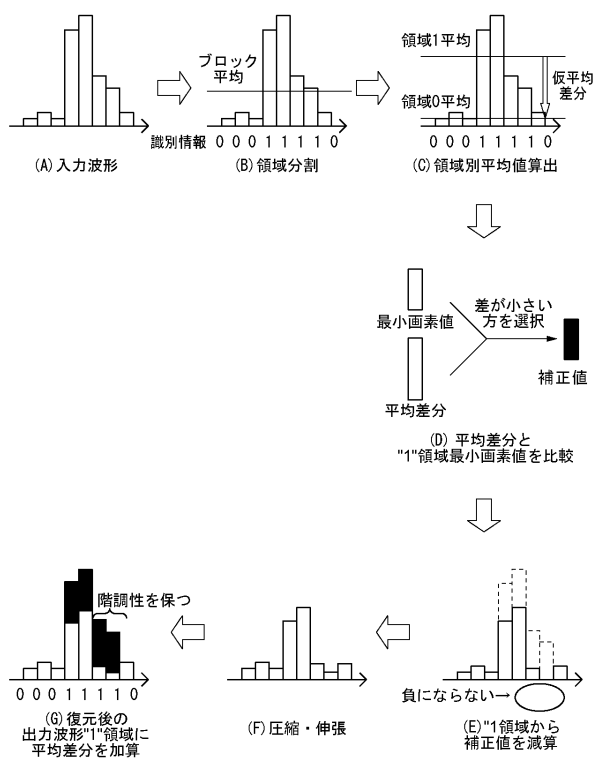 (A)入力波形
ブロック
平均
識別情報 0 0 0 1 1 1 1 0
(B)領域分割
領域1平均
領域0平均
仮平均
差分
0 0 0 1 1 1 1 0
(C)領域別平均値算出
最小画素値
平均差分
差が小さい
方を選択
補正値
(D) 平均差分と
"1"領域最小画素値を比較
負にならない→
(E)"1領域から
補正値を減算
(F)圧縮・伸張
階調性を保つ
0 0 0 1 1 1 1 0
(G)復元後の
出力波形"1"領域に
平均差分を加算